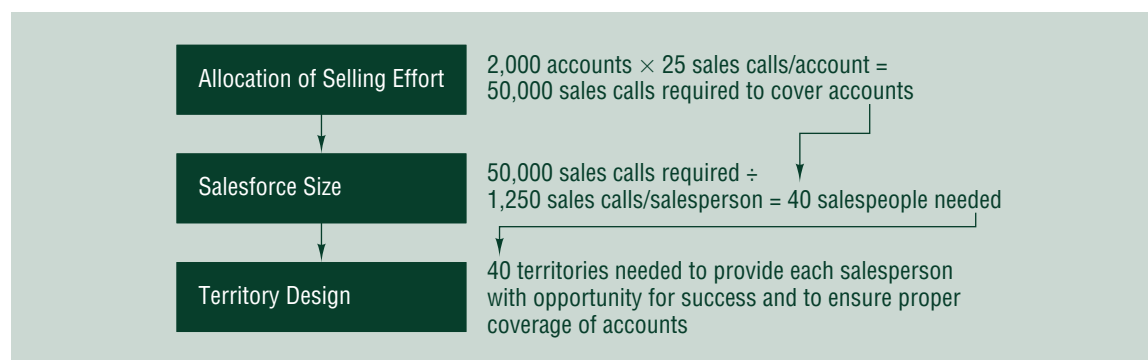 Allocation of Selling Effort
2,000 accounts × 25 sales calls/account =
50,000 sales calls required to cover accounts
Salesforce Size
50,000 sales calls required ÷
1,250 sales calls/salesperson = 40 salespeople needed
Territory Design
40 territories needed to provide each salesperson
with opportunity for success and to ensure proper
coverage of accounts